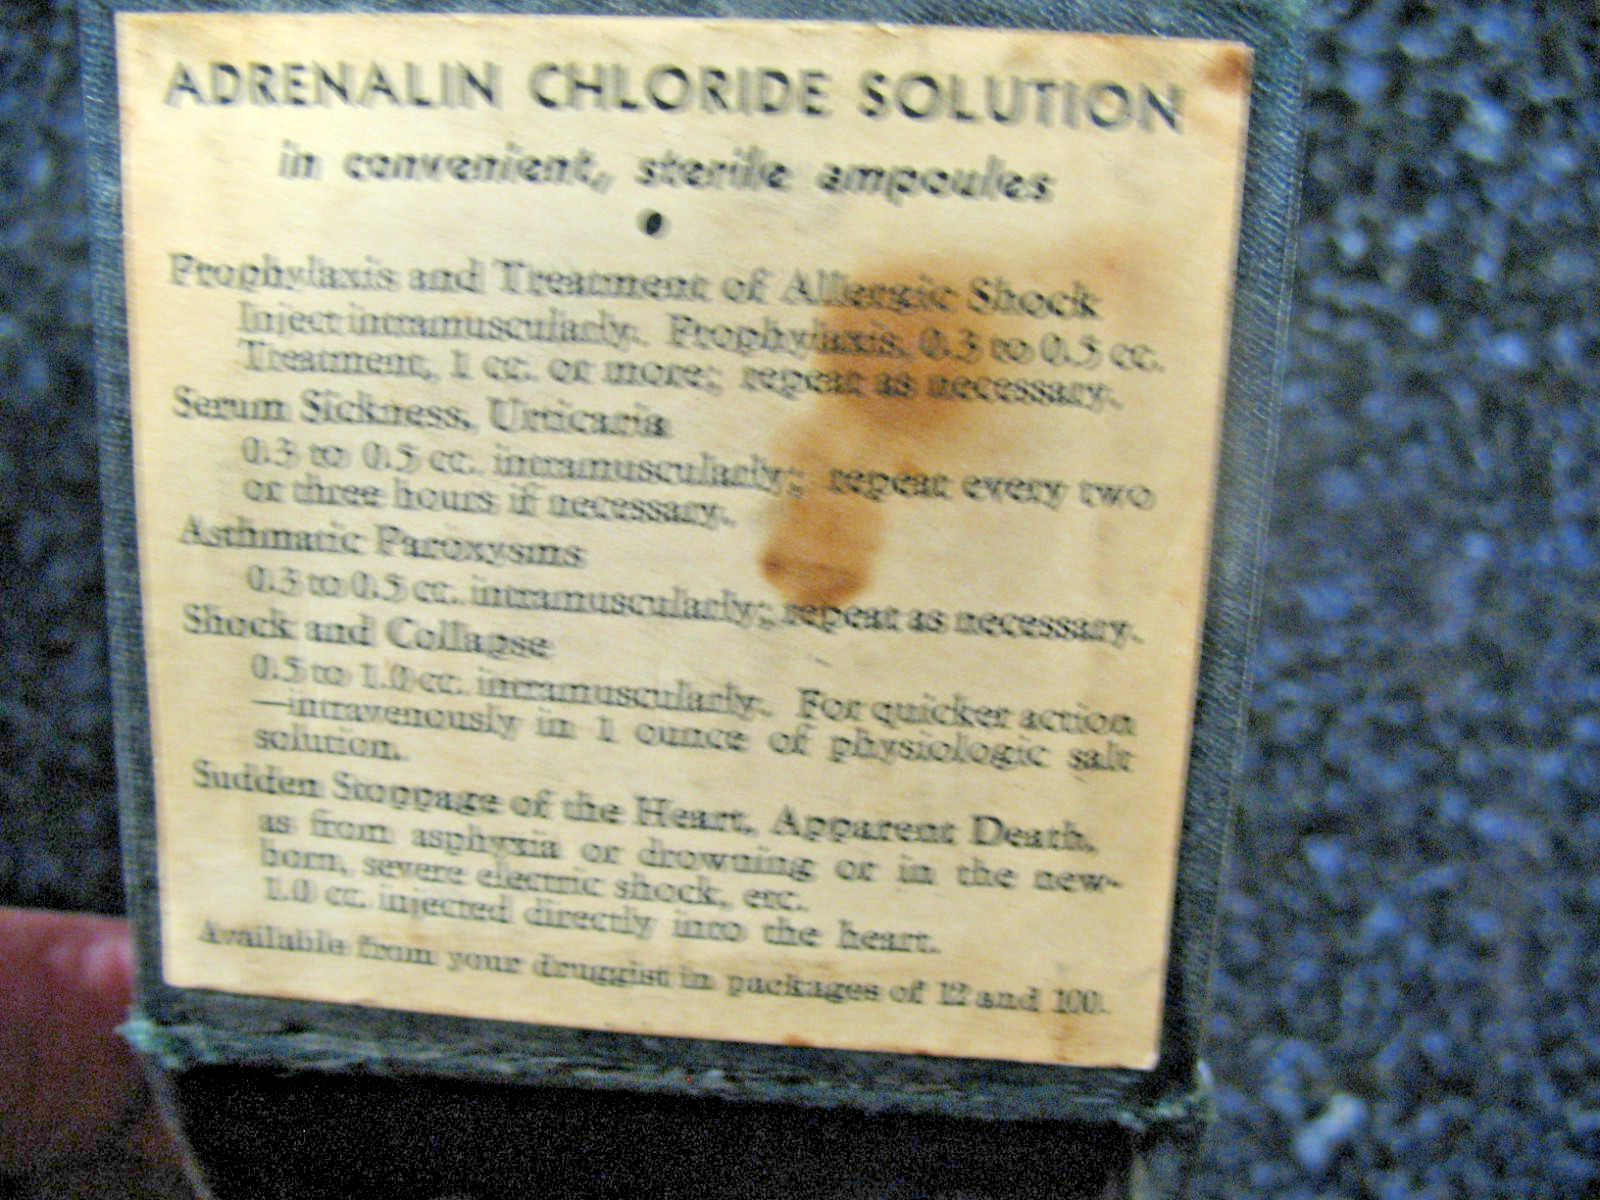 ADRENALIN CHLORIDE SOLUTION
in convenient, sterile ampoules
Prophylaxis and Treatment of Allergic Shock
Inject intramuscularly. Prophylaxis, 0.3 to 0.5 cc.
Treatment, 1 cc. or more; repeat as necessary.
Serum Sickness, Urticaria
0.3 to 0.5 cc. intramuscularly; repeat every two
or three hours if necessary.
Asthmatic Paroxysms
0.3 to 0.5 cc. intramuscularly; repeat as necessary.
Shock and Collapse
0.5 to 1.0 cc. intramuscularly. For quicker action
—intravenously in 1 ounce of physiologic salt
solution.
Sudden Stoppage of the Heart, Apparent Death,
as from asphyxia or drowning or in the new-
born, severe electric shock, etc.
1.0 cc. injected directly into the heart.
Available from your druggist in packages of 12 and 100.